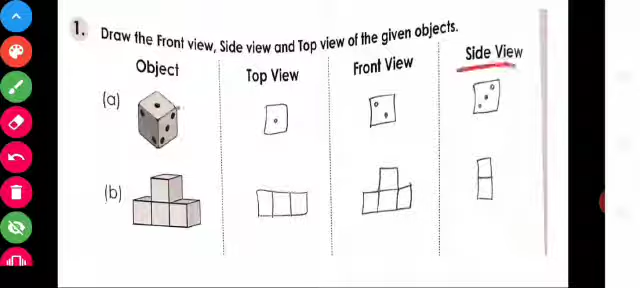 1. Draw the Front view, Side view and Top view of the given objects.
Object Top View Front View Side View
(a)
(b)